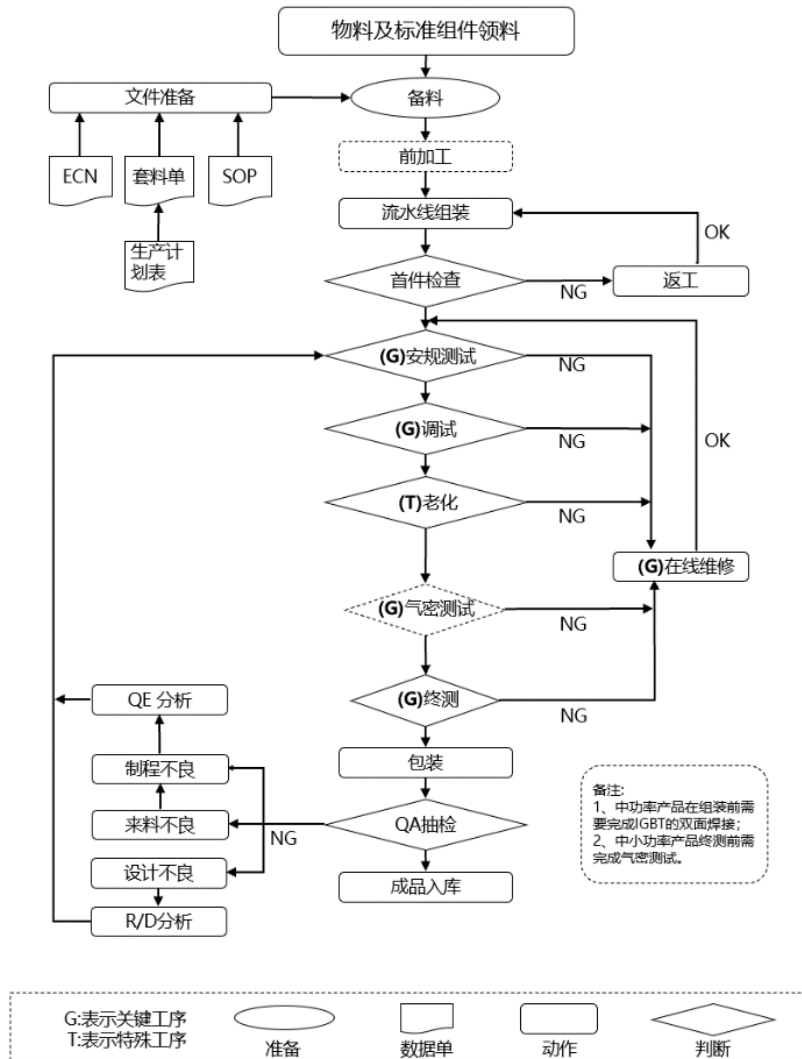 物料及标准组件领料
文件准备
备料
ECN
套料单
SOP
前加工
生产计
划表
流水线组装
OK
首件检查
NG
返工
(G)安规测试
NG
(G)调试
NG
OK
(T)老化
NG
(G)在线维修
(G)气密测试
NG
(G)终测
NG
QE 分析
制程不良
来料不良
设计不良
R/D分析
包装
NG
QA抽检
成品入库
备注:
1、中功率产品在组装前需
要完成IGBT的双面焊接;
2、中小功率产品终测前需
完成气密测试。
G:表示关键工序
T:表示特殊工序
准备
数据单
动作
判断